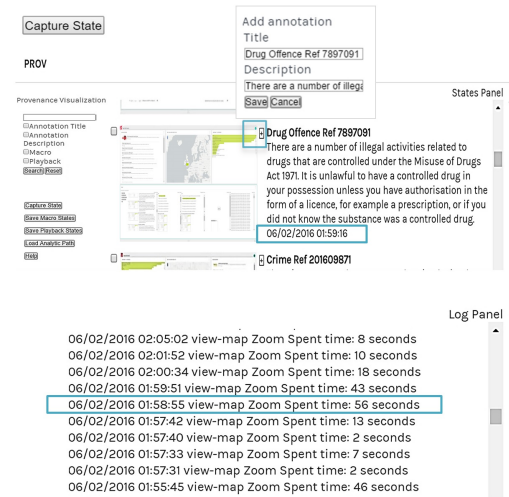 Capture State
Add annotation
Title
Drug Offence Ref 7897091
Description
There are a number of illega
Save Cancel
PROV
States Panel
Provenance Visualization
Annotation Title
Annotation
Description
Macro
Playback
Search Reset
Capture State
Save Macro States
Save Playback States
Load Analytic Path
Help
+ Drug Offence Ref 7897091
There are a number of illegal activities related to
drugs that are controlled under the Misuse of Drugs
Act 1971. It is unlawful to have a controlled drug in
your possession unless you have authorisation in the
form of a licence, for example a prescription, or if you
did not know the substance was a controlled drug.
06/02/2016 01:59:16
+ Crime Ref 201609871
Log Panel
06/02/2016 02:05:02 view-map Zoom Spent time: 8 seconds
06/02/2016 02:01:52 view-map Zoom Spent time: 10 seconds
06/02/2016 02:00:34 view-map Zoom Spent time: 18 seconds
06/02/2016 01:59:51 view-map Zoom Spent time: 43 seconds
06/02/2016 01:58:55 view-map Zoom Spent time: 56 seconds
06/02/2016 01:57:42 view-map Zoom Spent time: 13 seconds
06/02/2016 01:57:40 view-map Zoom Spent time: 2 seconds
06/02/2016 01:57:33 view-map Zoom Spent time: 7 seconds
06/02/2016 01:57:31 view-map Zoom Spent time: 2 seconds
06/02/2016 01:55:45 view-map Zoom Spent time: 46 seconds